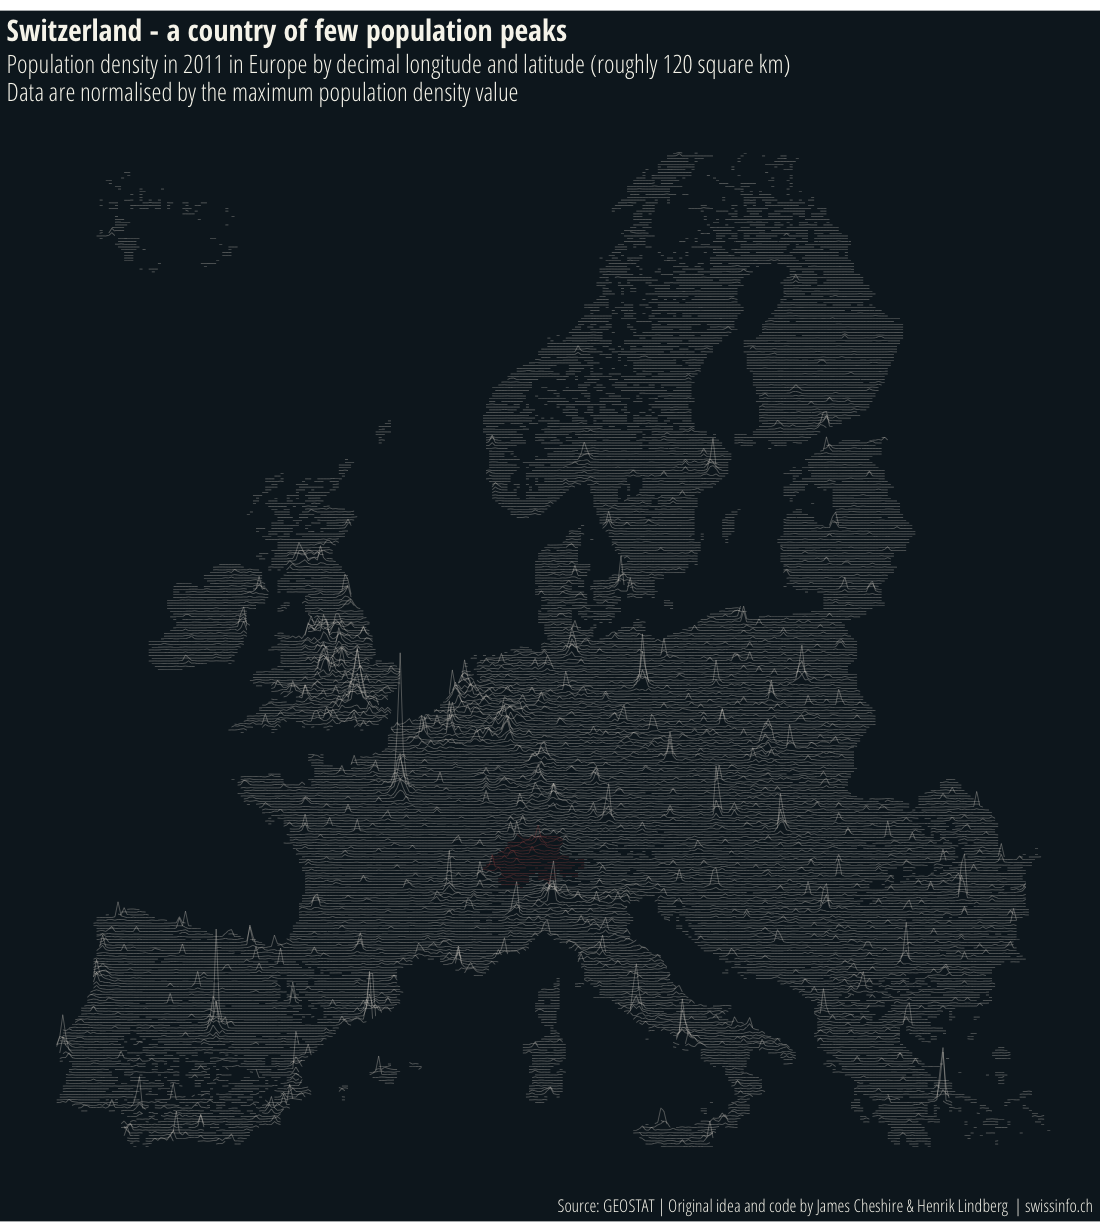 Switzerland - a country of few population peaks
Population density in 2011 in Europe by decimal longitude and latitude (roughly 120 square km)
Data are normalised by the maximum population density value
Source: GEOSTAT | Original idea and code by James Cheshire & Henrik Lindberg | swissinfo.ch